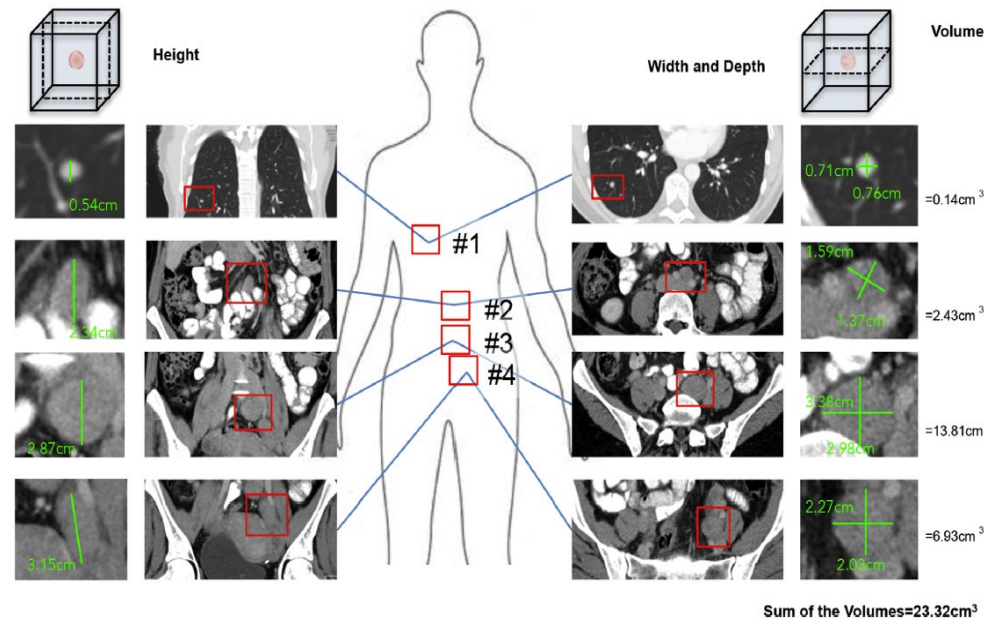 Height
Width and Depth
Volume
0.54cm
#1
0.71cm
0.76cm
=0.14cm³
2.34cm
#2
1.59cm
1.37cm
=2.43cm³
#3
#4
2.87cm
3.38cm
2.98cm
=13.81cm³
3.15cm
2.27cm
2.03cm
=6.93cm³
Sum of the Volumes=23.32cm³